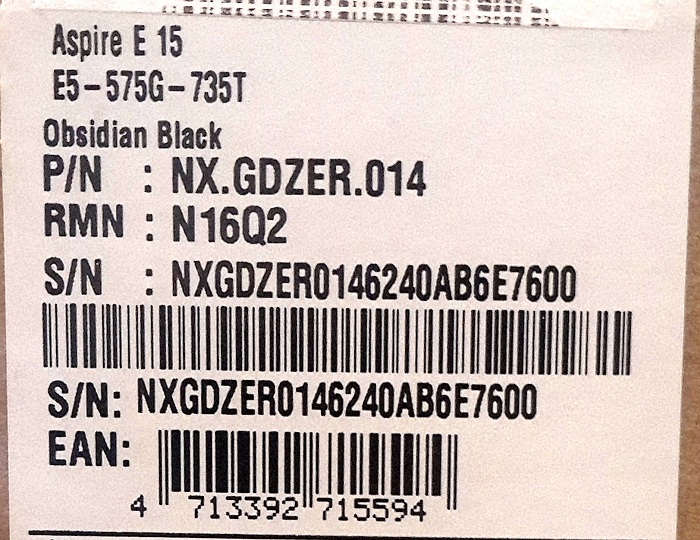 Aspire E 15
E5-575G-735T
Obsidian Black
P/N : NX.GDZER.014
RMN : N16Q2
S/N : NXGDZER0146240AB6E7600
S/N: NXGDZER0146240AB6E7600
EAN:
4 713392 715594